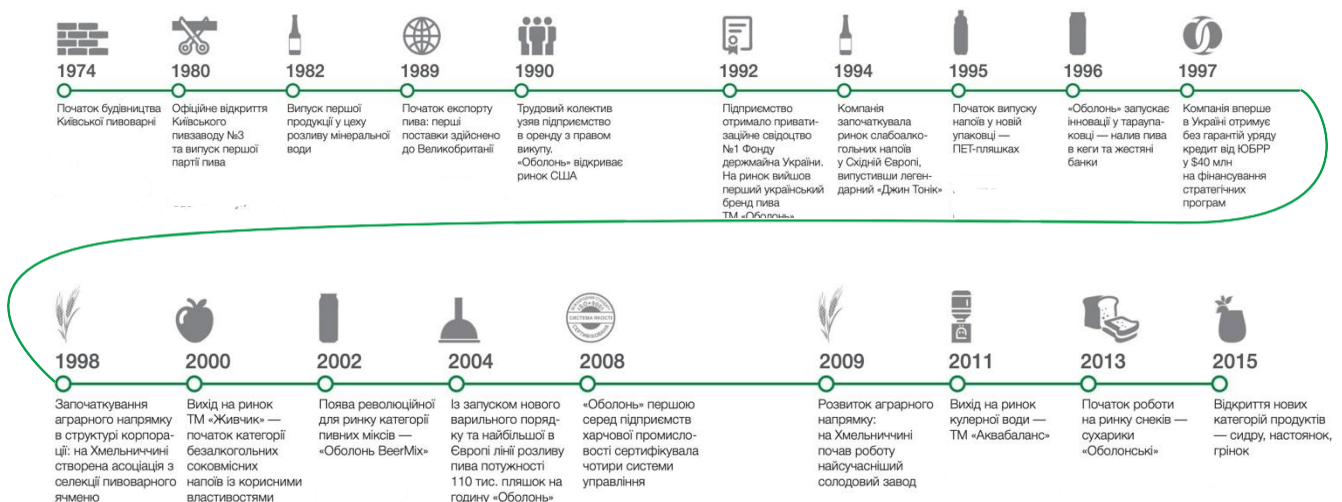 1974
Початок будівництва
Київської пивоварні
1980
Офіційне відкриття
Київського
пивзаводу №3
та випуск першої
партії пива
1982
Випуск першої
продукції у цеху
розливу мінеральної
води
1989
Початок експорту
пива: перші
поставки здійснено
до Великобританії
1990
Трудовий колектив
узяв підприємство
в оренду з правом
викупу.
«Оболонь» відкриває
ринок США
1992
Підприємство
отримало привати-
заційне свідоцтво
№1 Фонду
держмайна України.
На ринок вийшов
перший український
бренд пива
ТМ «Оболонь»
1994
Компанія
започаткувала
ринок слабоалко-
гольних напоїв
у Східній Європі,
випустивши леген-
дарний «Джин Тонік»
1995
Початок випуску
напоїв у новій
упаковці —
ПЕТ-пляшках
1996
«Оболонь» запускає
інновації у тараупа-
ковці — налив пива
в кеги та жестяні
банки
1997
Компанія вперше
в Україні отримує
без гарантій уряду
кредит від ЮБРР
у $40 млн
на фінансування
стратегічних
програм
1998
Започаткування
аграрного напрямку
в структурі корпора-
ції: на Хмельниччині
створена асоціація з
селекції пивоварного
ячменю
2000
Вихід на ринок
ТМ «Живчик» —
початок категорії
безалкогольних
соковмісних
напоїв із корисними
властивостями
2002
Поява революційної
для ринку категорії
пивних міксів —
«Оболонь BeerMix»
2004
Із запуском нового
варильного поряд-
ку та найбільшої в
Європі лінії розливу
пива потужності
110 тис. пляшок на
годину «Оболонь»
СИСТЕМА ЯКОСТІ
2008
«Оболонь» першою
серед підприємств
харчової промисло-
вості сертифікувала
чотири системи
управління
2009
Розвиток аграрного
напрямку:
на Хмельниччині
почав роботу
найсучасніший
солодовий завод
2011
Вихід на ринок
кулерної води —
ТМ «Аквабаланс»
2013
Початок роботи
на ринку снеків —
сухарики
«Оболонські»
2015
Відкриття нових
категорій продуктів
— сидру, настоянок,
грінок